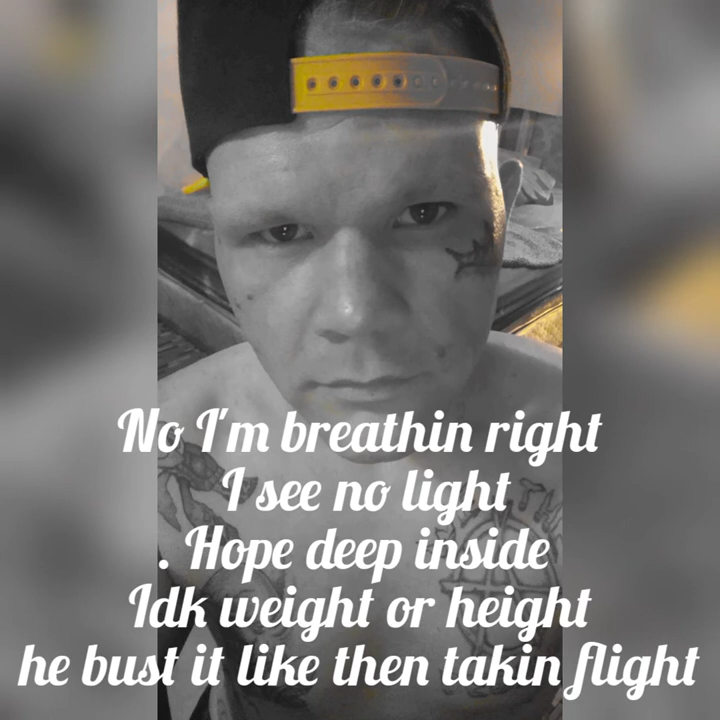 No I'm breathin right
I see no light
. Hope deep inside
Idk weight or height
he bust it like then takin flight